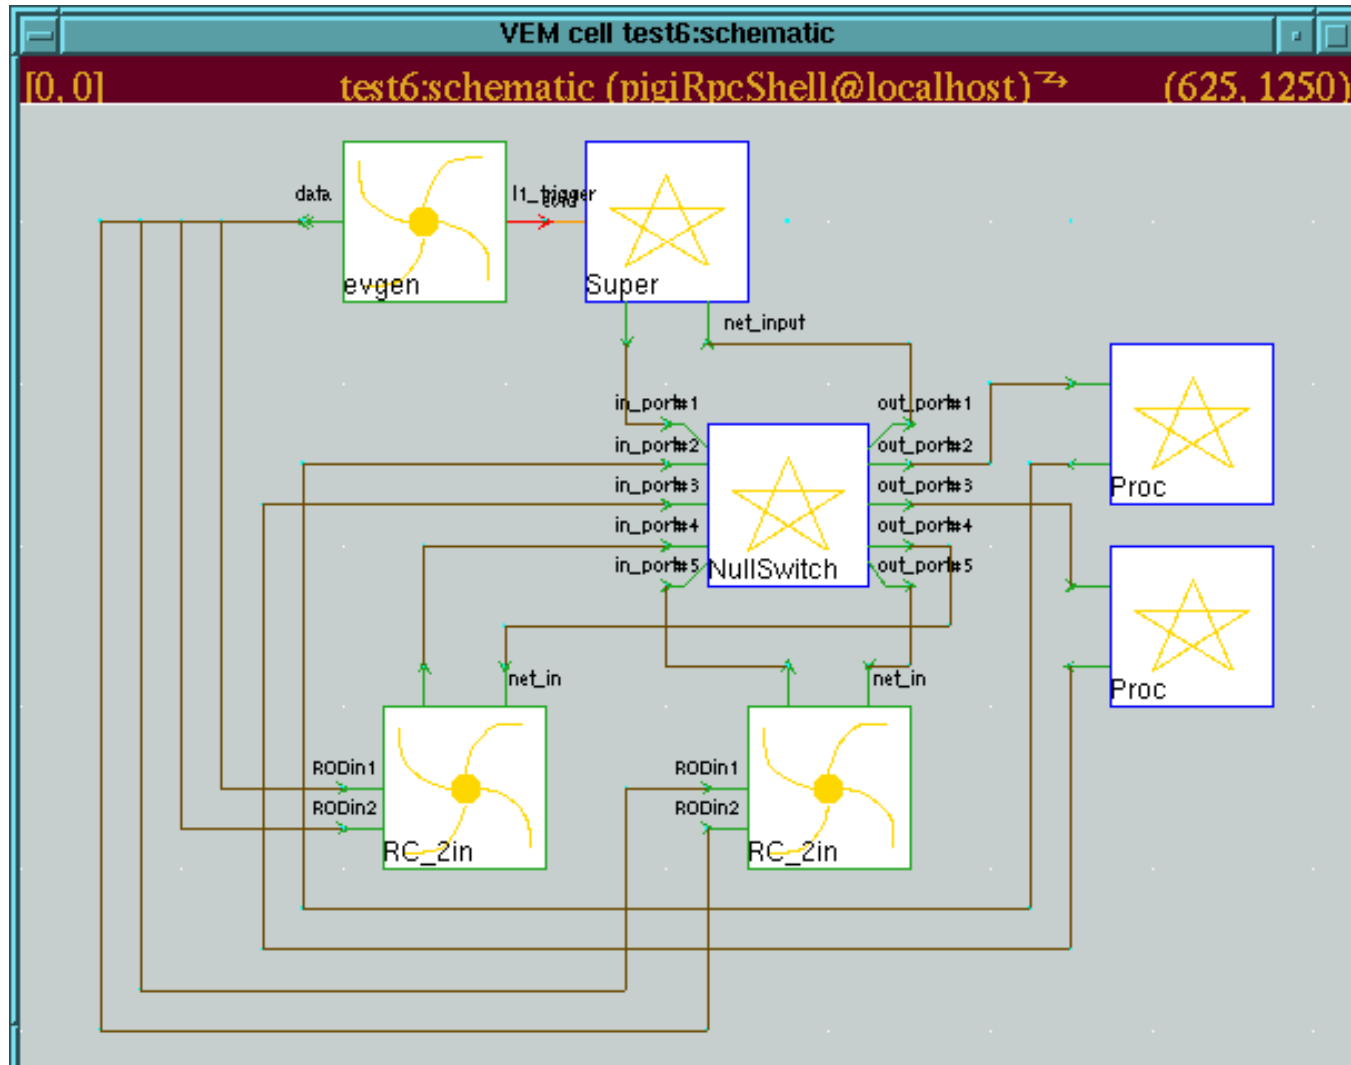 VEM cell test6:schematic
[0, 0] test6:schematic (pigiRpcShell@localhost) (625, 1250)
data
l1_trigger
evgen
Super
net_input
in_port#1
out_port#1
in_port#2
out_port#2
in_port#3
out_port#3
Proc
in_port#4
out_port#4
in_port#5
NullSwitch
out_port#5
net_in
net_in
Proc
RODin1
RODin1
RODin2
RODin2
RC_2in
RC_2in